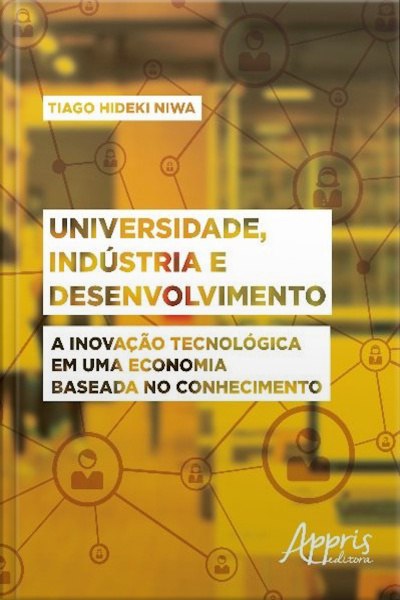 TIAGO HIDEKI NIWA
UNIVERSIDADE,
INDÚSTRIA E
DESENVOLVIMENTO
A INOVAÇÃO TECNOLÓGICA
EM UMA ECONOMIA
BASEADA NO CONHECIMENTO
Appris
editora